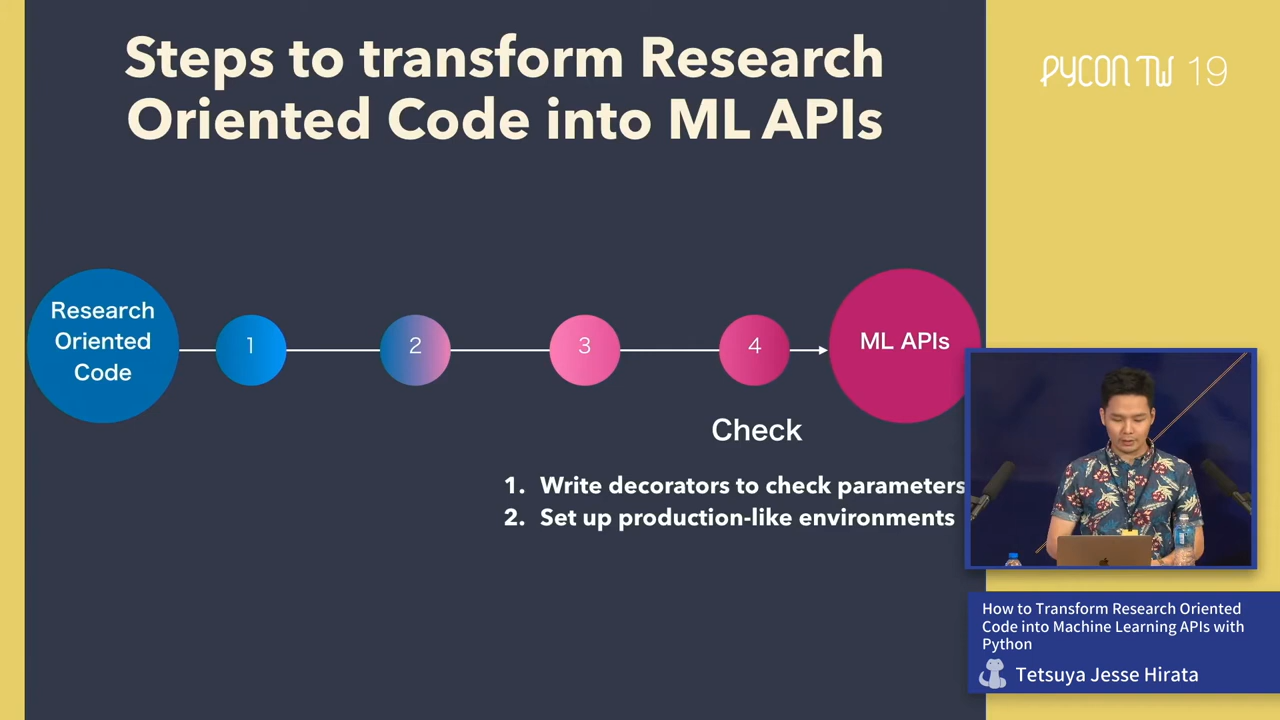 Steps to transform Research
Oriented Code into ML APIs
PYCON TW 19
Research
Oriented
Code
1
2
3
4
ML APIs
Check
1. Write decorators to check parameters
2. Set up production-like environments
How to Transform Research Oriented
Code into Machine Learning APIs with
Python
Tetsuya Jesse Hirata